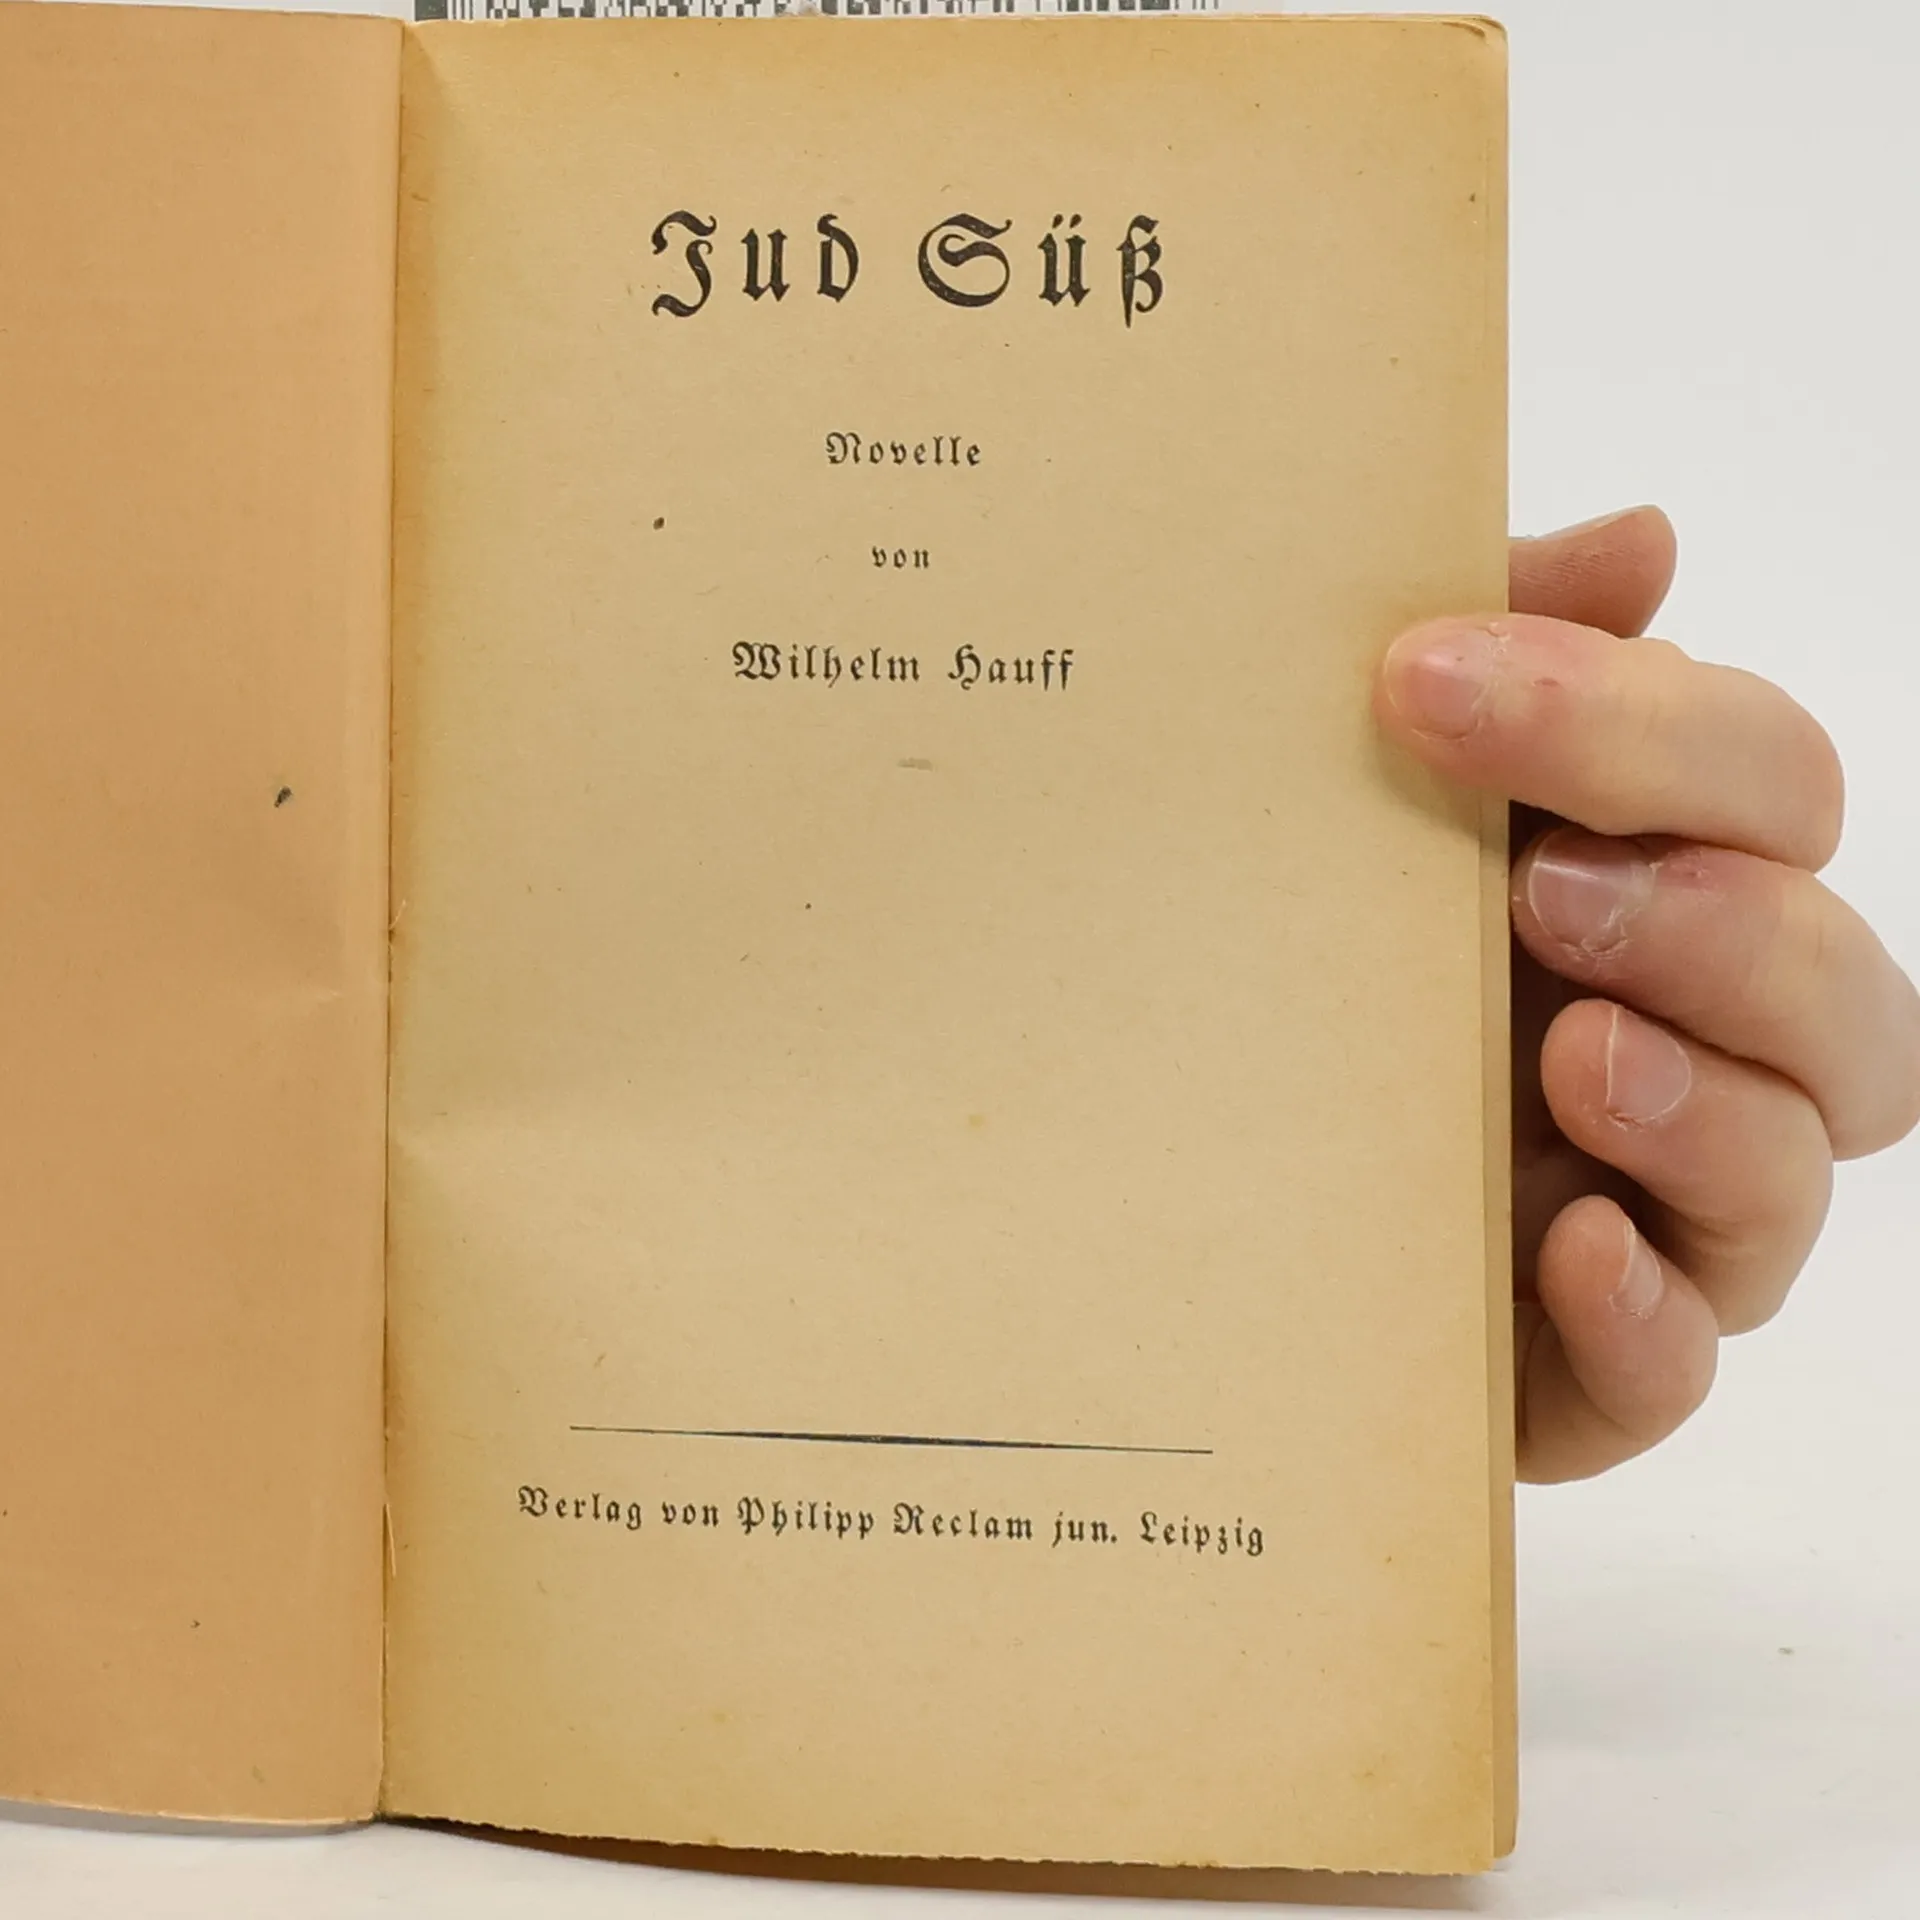 Jud Süß
Novelle
von
Wilhelm Hauff
Verlag von Philipp Reclam jun. Leipzig